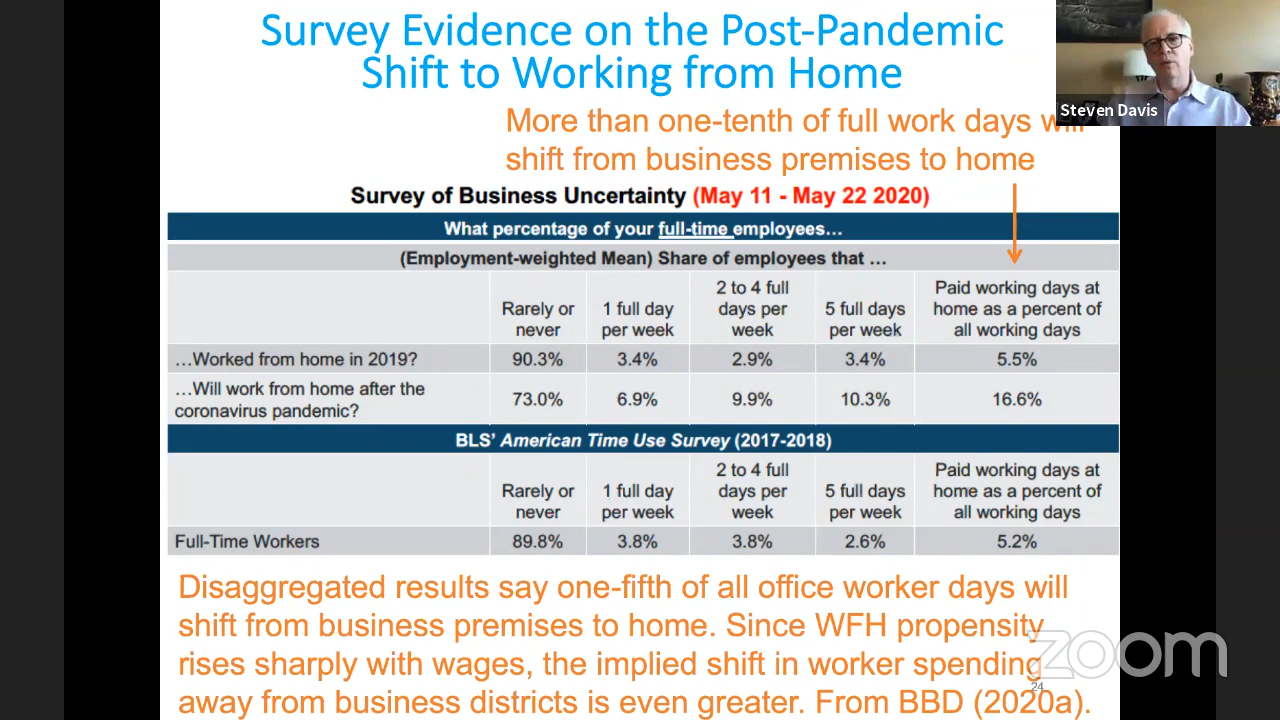 Survey Evidence on the Post-Pandemic
Shift to Working from Home
Steven Davis
More than one-tenth of full work days will
shift from business premises to home
Survey of Business Uncertainty (May 11 - May 22 2020)
What percentage of your full-time employees…
(Employment-weighted Mean) Share of employees that …
Rarely or never 1 full day per week 2 to 4 full days per week 5 full days per week Paid working days at home as a percent of all working days
…Worked from home in 2019? 90.3% 3.4% 2.9% 3.4% 5.5%
…Will work from home after the coronavirus pandemic? 73.0% 6.9% 9.9% 10.3% 16.6%
BLS' American Time Use Survey (2017-2018)
Rarely or never 1 full day per week 2 to 4 full days per week 5 full days per week Paid working days at home as a percent of all working days
Full-Time Workers 89.8% 3.8% 3.8% 2.6% 5.2%
Disaggregated results say one-fifth of all office worker days will
shift from business premises to home. Since WFH propensity
rises sharply with wages, the implied shift in worker spending
away from business districts is even greater. From BBD (2020a).
24
zoom